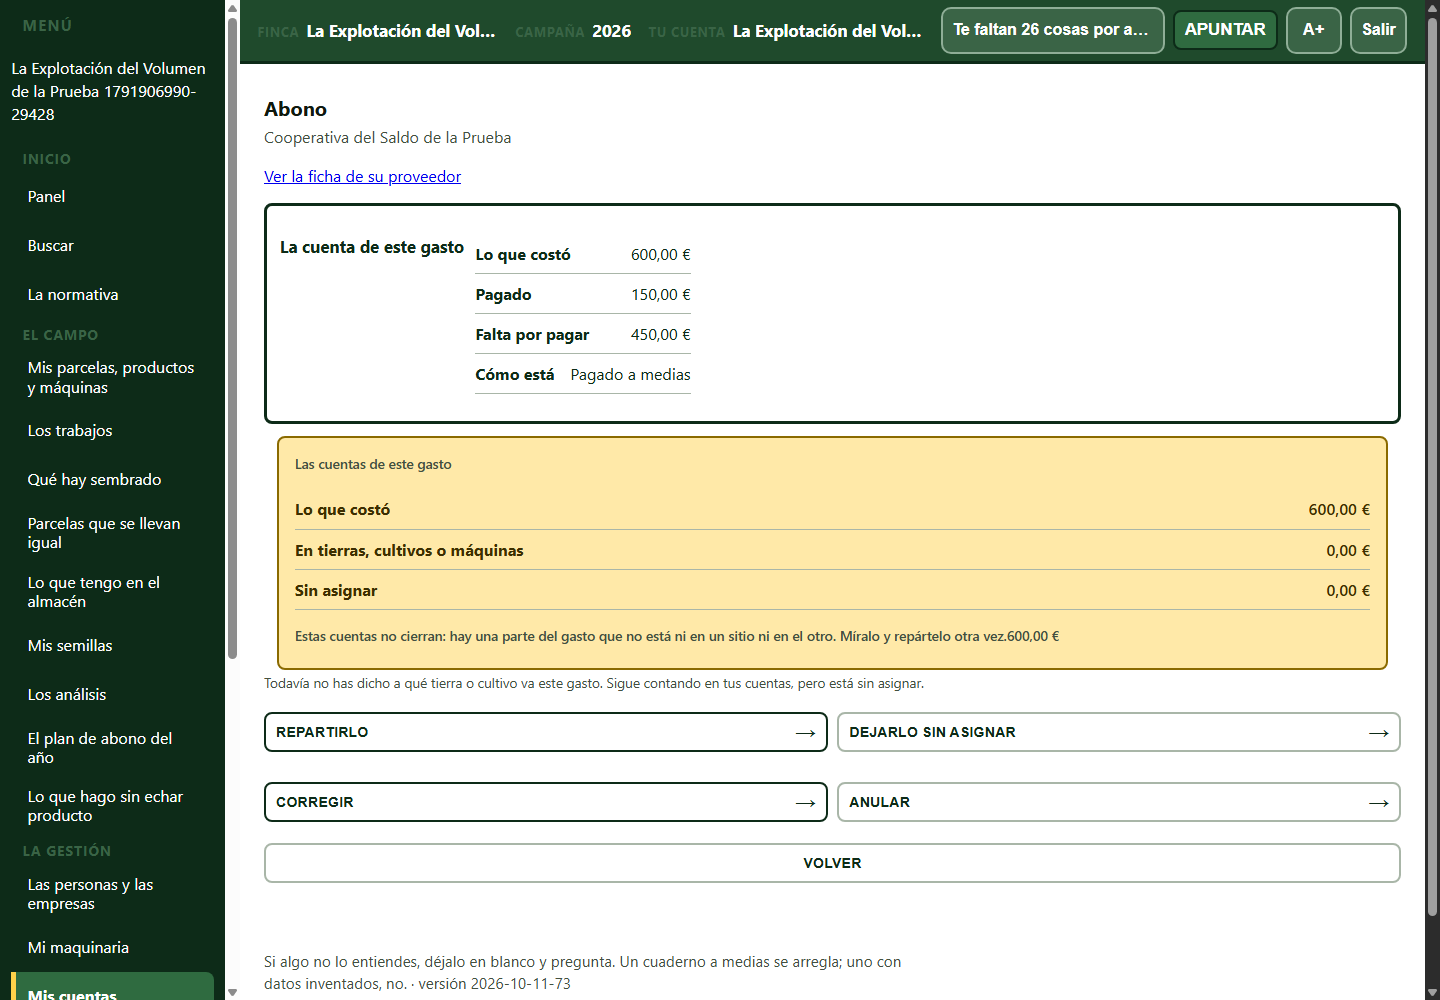 MENÚ
La Explotación del Volumen
de la Prueba 1791906990-
29428
INICIO
Panel
Buscar
La normativa
EL CAMPO
Mis parcelas, productos
y máquinas
Los trabajos
Qué hay sembrado
Parcelas que se llevan
igual
Lo que tengo en el
almacén
Mis semillas
Los análisis
El plan de abono del
año
Lo que hago sin echar
producto
LA GESTIÓN
Las personas y las
empresas
Mi maquinaria
Mis cuentas
FINCA La Explotación del Vol... CAMPAÑA 2026 TU CUENTA La Explotación del Vol... Te faltan 26 cosas por a... APUNTAR A+ Salir
Abono
Cooperativa del Saldo de la Prueba
Ver la ficha de su proveedor
La cuenta de este gasto
Lo que costó 600,00 €
Pagado 150,00 €
Falta por pagar 450,00 €
Cómo está Pagado a medias
Las cuentas de este gasto
Lo que costó 600,00 €
En tierras, cultivos o máquinas 0,00 €
Sin asignar 0,00 €
Estas cuentas no cierran: hay una parte del gasto que no está ni en un sitio ni en el otro. Míralo y repártelo otra vez.600,00 €
Todavía no has dicho a qué tierra o cultivo va este gasto. Sigue contando en tus cuentas, pero está sin asignar.
REPARTIRLO → DEJARLO SIN ASIGNAR →
CORREGIR → ANULAR →
VOLVER
Si algo no lo entiendes, déjalo en blanco y pregunta. Un cuaderno a medias se arregla; uno con
datos inventados, no. · versión 2026-10-11-73